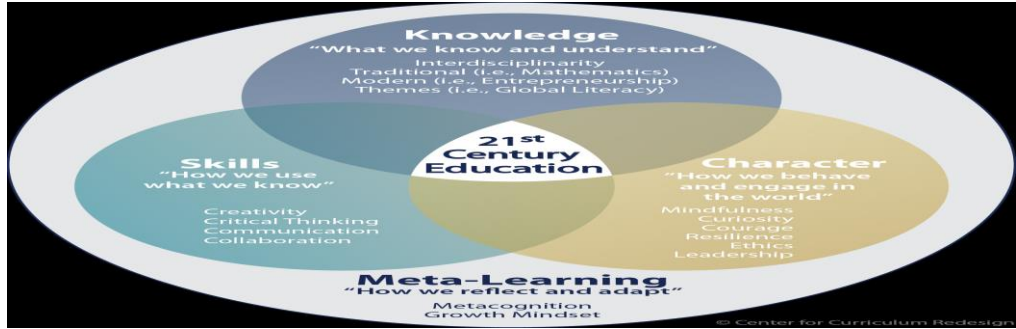 Knowledge
"What we know and understand"
Interdisciplinarity
Traditional (i.e., Mathematics)
Modern (i.e., Entrepreneurship)
Themes (i.e., Global Literacy)
21st
Century
Education
Skills
"How we use
what we know"
Creativity
Critical Thinking
Communication
Collaboration
Character
"How we behave
and engage in
the world"
Mindfulness
Curiosity
Courage
Resilience
Ethics
Leadership
Meta-Learning
"How we reflect and adapt"
Metacognition
Growth Mindset
© Center for Curriculum Redesign